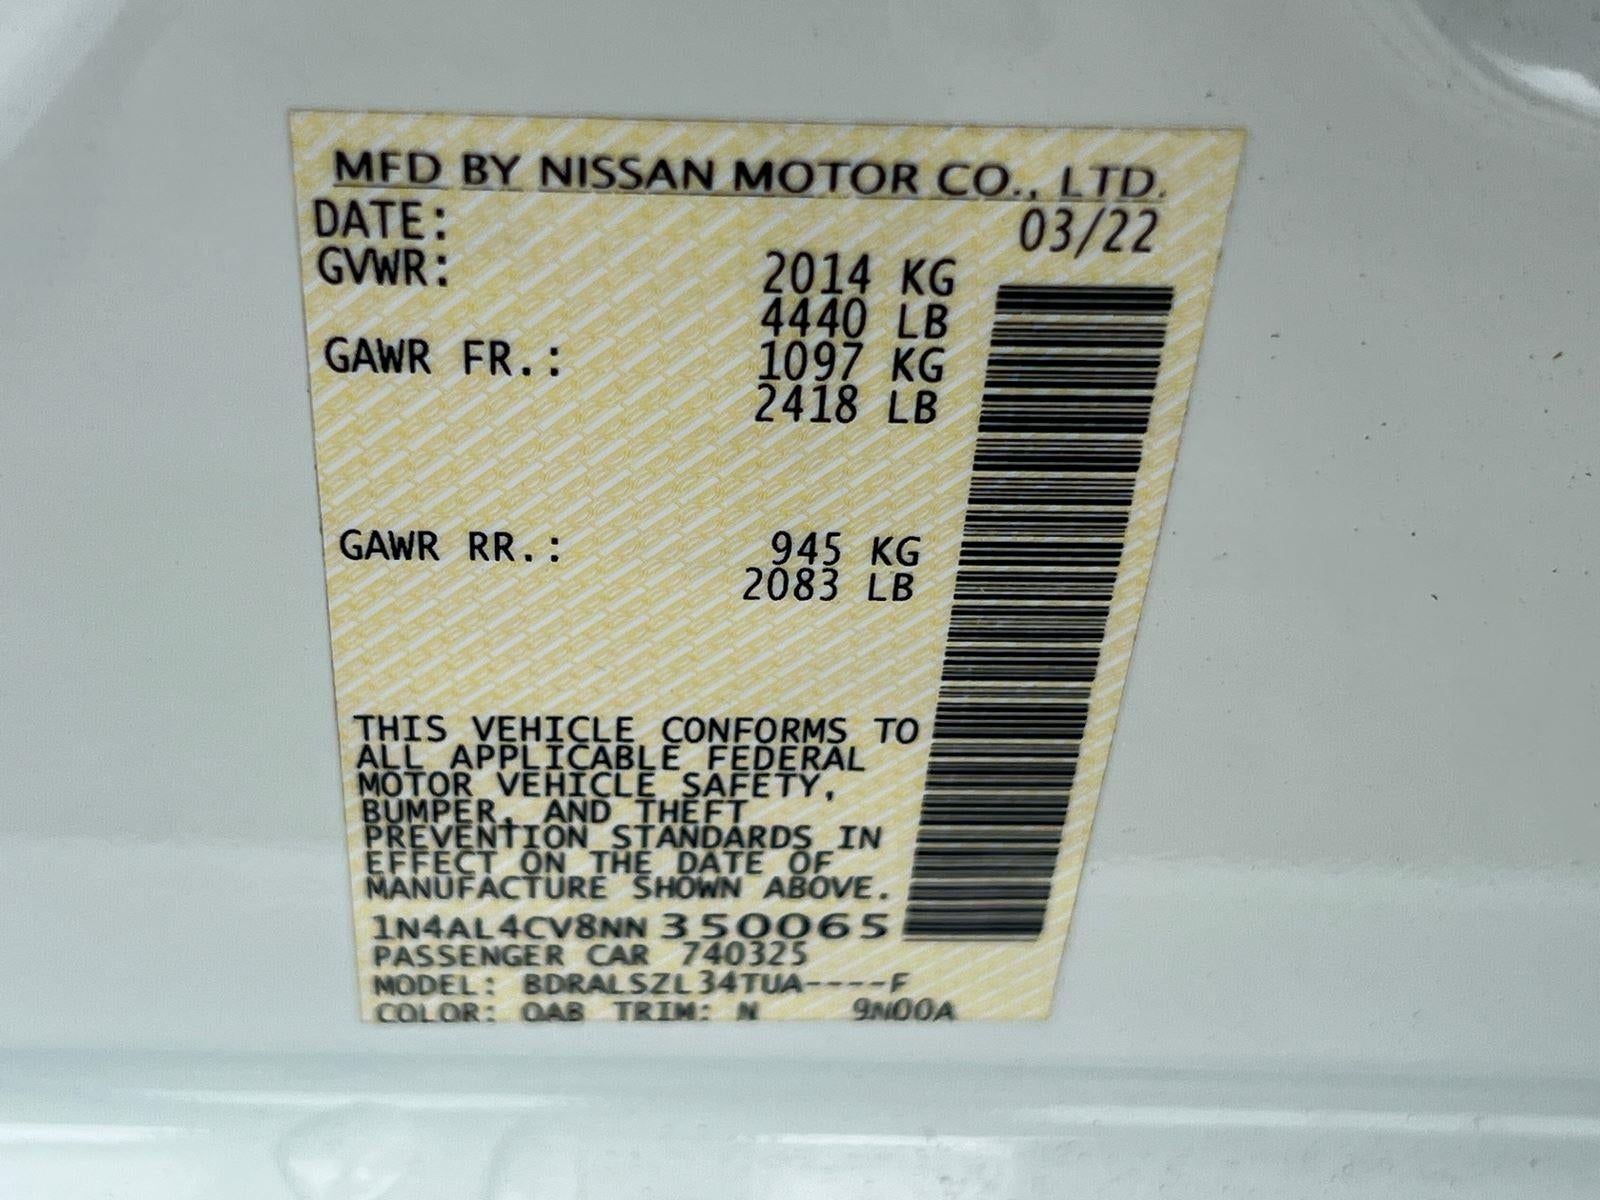 MFD BY NISSAN MOTOR CO., LTD.
DATE: 03/22
GVWR: 2014 KG
4440 LB
GAWR FR.: 1097 KG
2418 LB
GAWR RR.: 945 KG
2083 LB
THIS VEHICLE CONFORMS TO
ALL APPLICABLE FEDERAL
MOTOR VEHICLE SAFETY,
BUMPER, AND THEFT
PREVENTION STANDARDS IN
EFFECT ON THE DATE OF
MANUFACTURE SHOWN ABOVE.
1N4AL4CV8NN350065
PASSENGER CAR 740325
MODEL: BDRALSZL34TUA----F
COLOR: QAB TRIM: N 9N00A